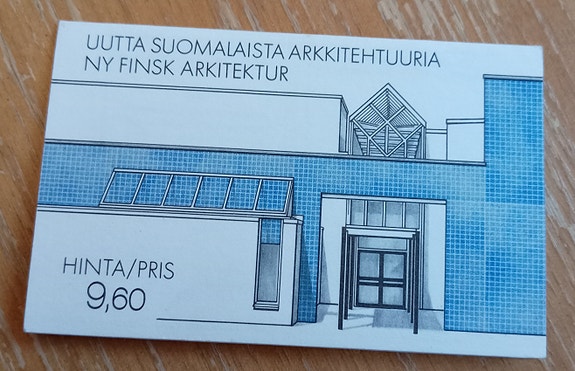 UUTTA SUOMALAISTA ARKKITEHTUURIA
NY FINSK ARKITEKTUR
HINTA/PRIS
9,60